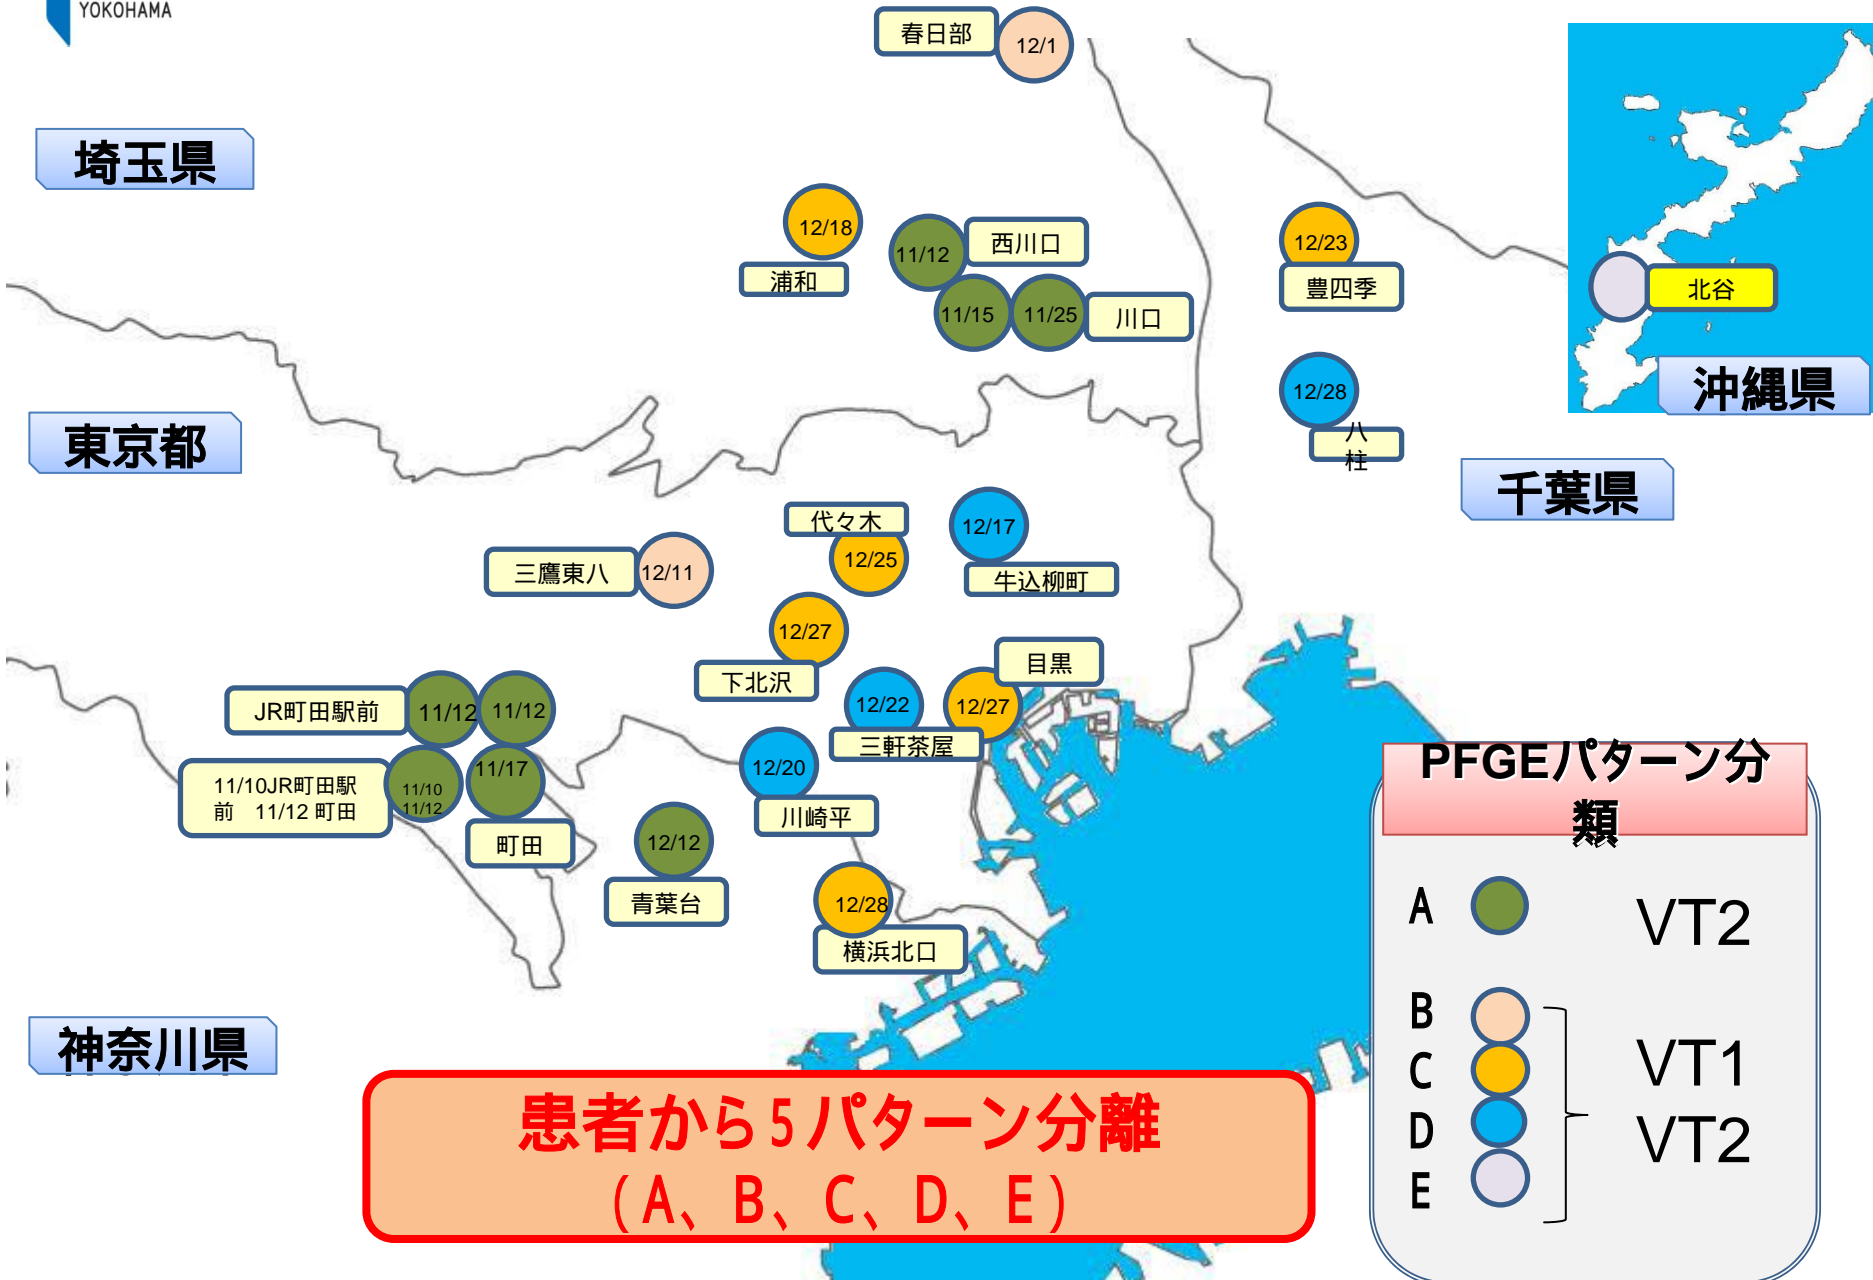 YOKOHAMA
春日部
12/1
埼玉県
12/18
浦和
11/12
西川口
11/15
11/25
川口
12/23
豊四季
北谷
沖縄県
12/28
八
柱
東京都
千葉県
代々木
12/25
12/17
牛込柳町
三鷹東八
12/11
12/27
下北沢
目黒
12/27
12/22
三軒茶屋
JR町田駅前
11/12
11/12
11/10JR町田駅
前 11/12 町田
11/10
11/12
11/17
町田
12/20
川崎平
12/12
青葉台
12/28
横浜北口
神奈川県
PFGEパターン分
類
A
VT2
B
C
D
E
VT1
VT2
患者から5パターン分離
(A、B、C、D、E)